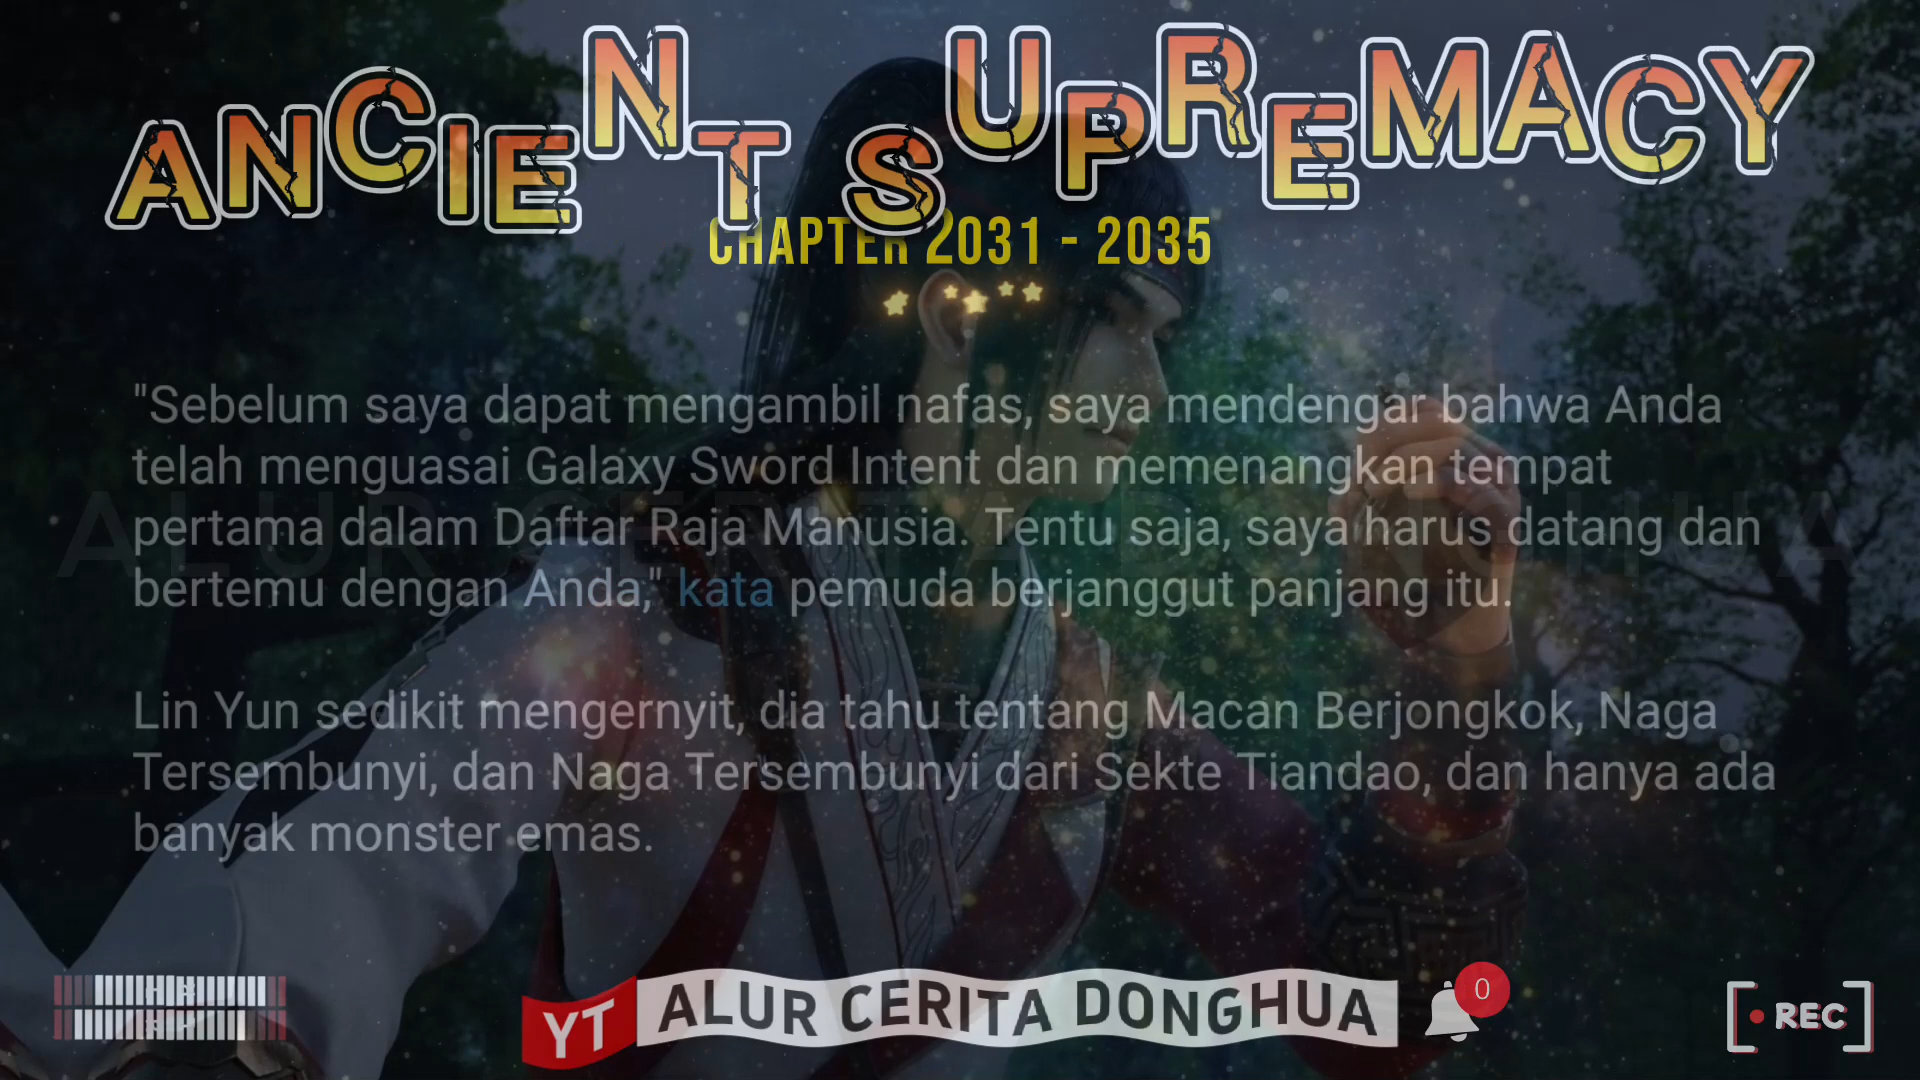 ANCIENT SUPREMACY
CHAPTER 2031 - 2035
"Sebelum saya dapat mengambil nafas, saya mendengar bahwa Anda
telah menguasai Galaxy Sword Intent dan memenangkan tempat
pertama dalam Daftar Raja Manusia. Tentu saja, saya harus datang dan
bertemu dengan Anda," kata pemuda berjanggut panjang itu.
ALUR CERITA DONGHUA
Lin Yun sedikit mengernyit, dia tahu tentang Macan Berjongkok, Naga
Tersembunyi, dan Naga Tersembunyi dari Sekte Tiandao, dan hanya ada
banyak monster emas.
YT ALUR CERITA DONGHUA 0
REC